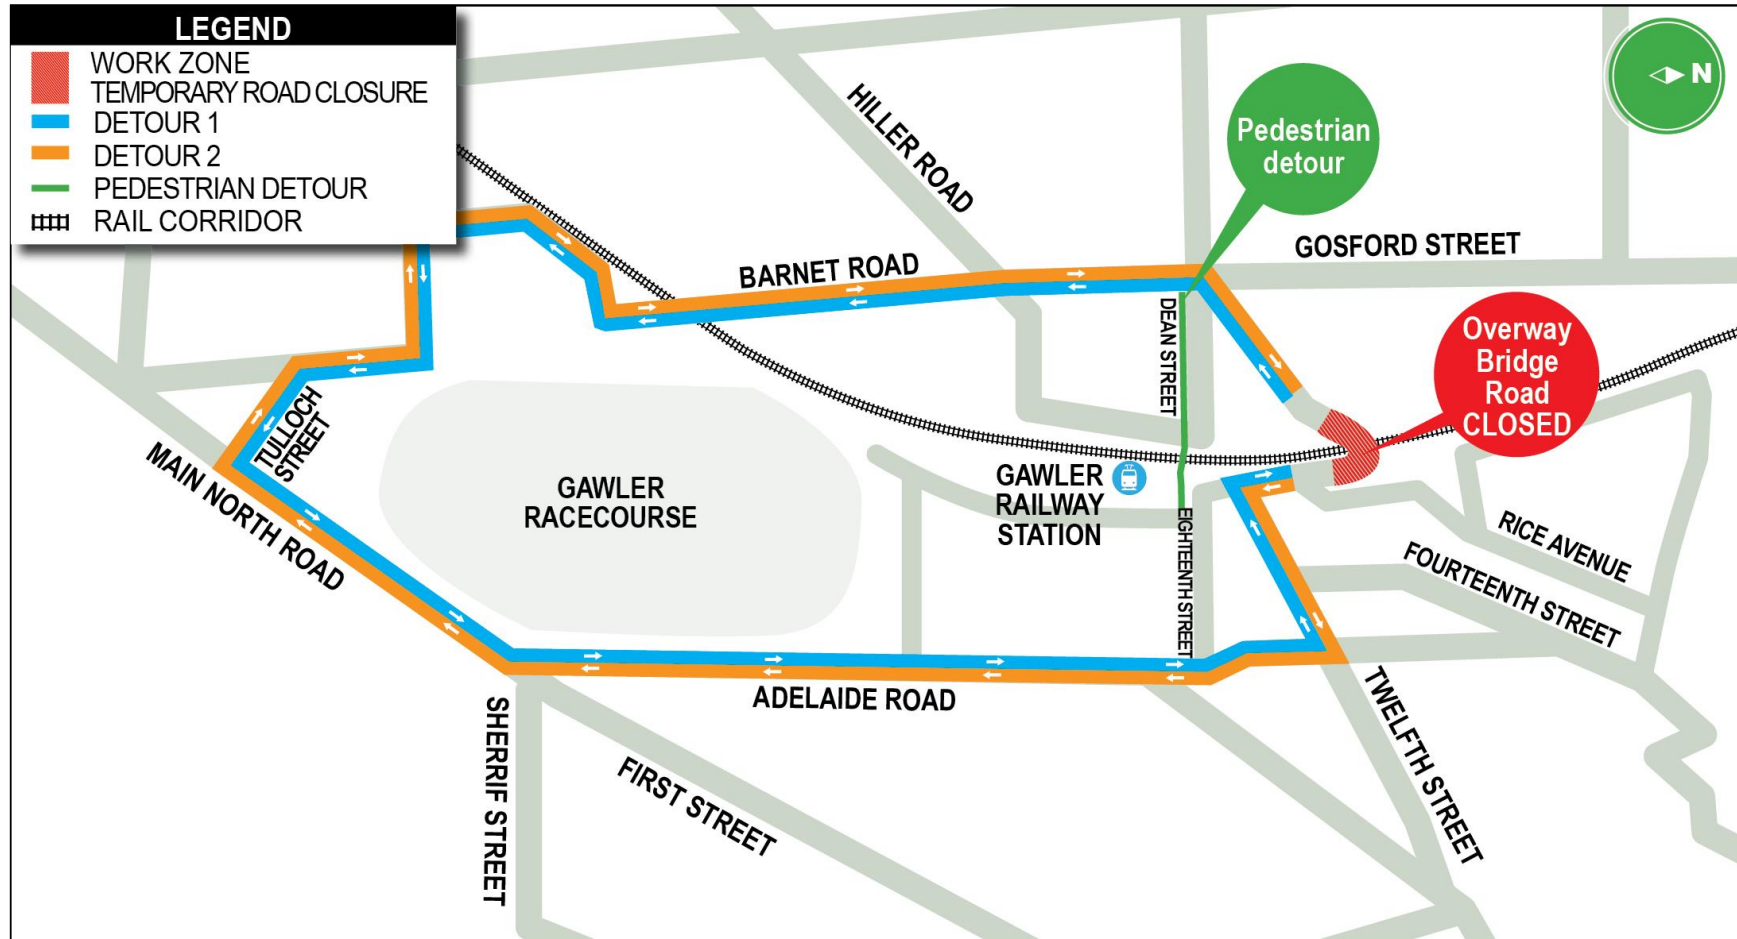 LEGEND
WORK ZONE
TEMPORARY ROAD CLOSURE
DETOUR 1
DETOUR 2
PEDESTRIAN DETOUR
RAIL CORRIDOR
N
HILLER ROAD
Pedestrian
detour
GOSFORD STREET
BARNET ROAD
DEAN STREET
Overway
Bridge
Road
CLOSED
TULLOCH
STREET
MAIN NORTH ROAD
GAWLER
RACECOURSE
GAWLER
RAILWAY
STATION
EIGHTEENTH STREET
RICE AVENUE
FOURTEENTH STREET
ADELAIDE ROAD
TWELFTH STREET
SHERRIF STREET
FIRST STREET